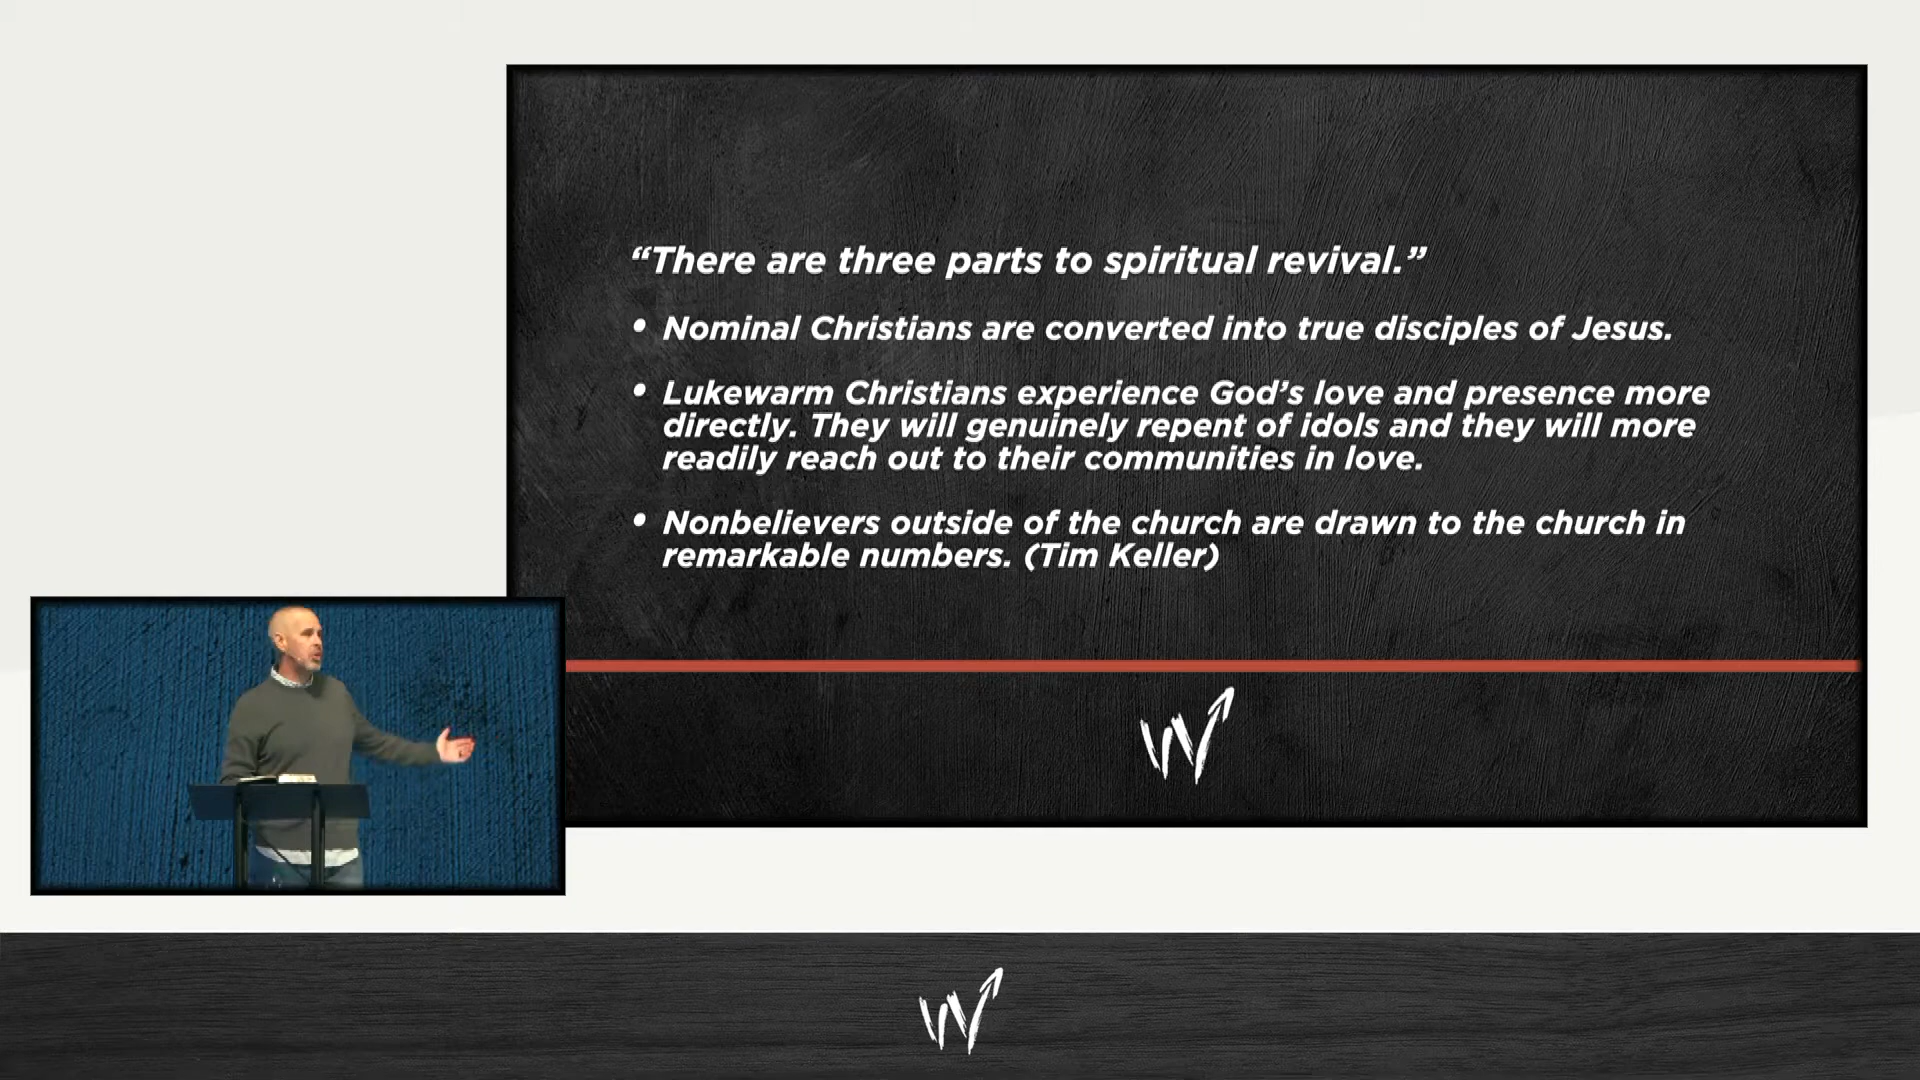 “There are three parts to spiritual revival.”
• Nominal Christians are converted into true disciples of Jesus.
• Lukewarm Christians experience God’s love and presence more
directly. They will genuinely repent of idols and they will more
readily reach out to their communities in love.
• Nonbelievers outside of the church are drawn to the church in
remarkable numbers. (Tim Keller)
W
W